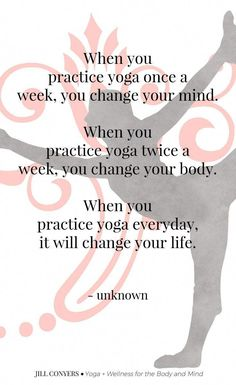 When you
practice yoga once a
week, you change your mind.
When you
practice yoga twice a
week, you change your body.
When you
practice yoga everyday,
it will change your life.
- unknown
JILL CONYERS • Yoga + Wellness for the Body and Mind